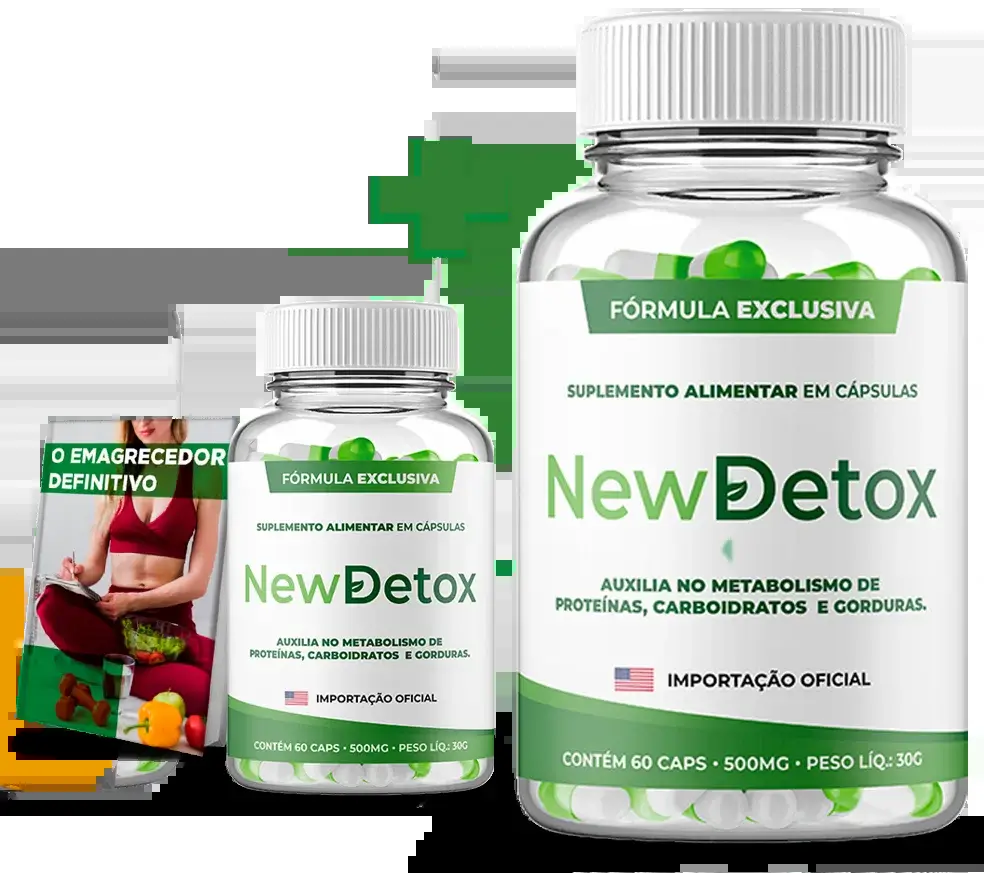 O EMAGRECEDOR
DEFINITIVO
FÓRMULA EXCLUSIVA
SUPLEMENTO ALIMENTAR EM CÁPSULAS
NewDetox
AUXILIA NO METABOLISMO DE
PROTEÍNAS, CARBOIDRATOS E GORDURAS.
IMPORTAÇÃO OFICIAL
CONTÉM 60 CAPS • 500MG • PESO LÍQ.: 30G
FÓRMULA EXCLUSIVA
SUPLEMENTO ALIMENTAR EM CÁPSULAS
NewDetox
AUXILIA NO METABOLISMO DE
PROTEÍNAS, CARBOIDRATOS E GORDURAS.
IMPORTAÇÃO OFICIAL
CONTÉM 60 CAPS • 500MG • PESO LÍQ.: 30G